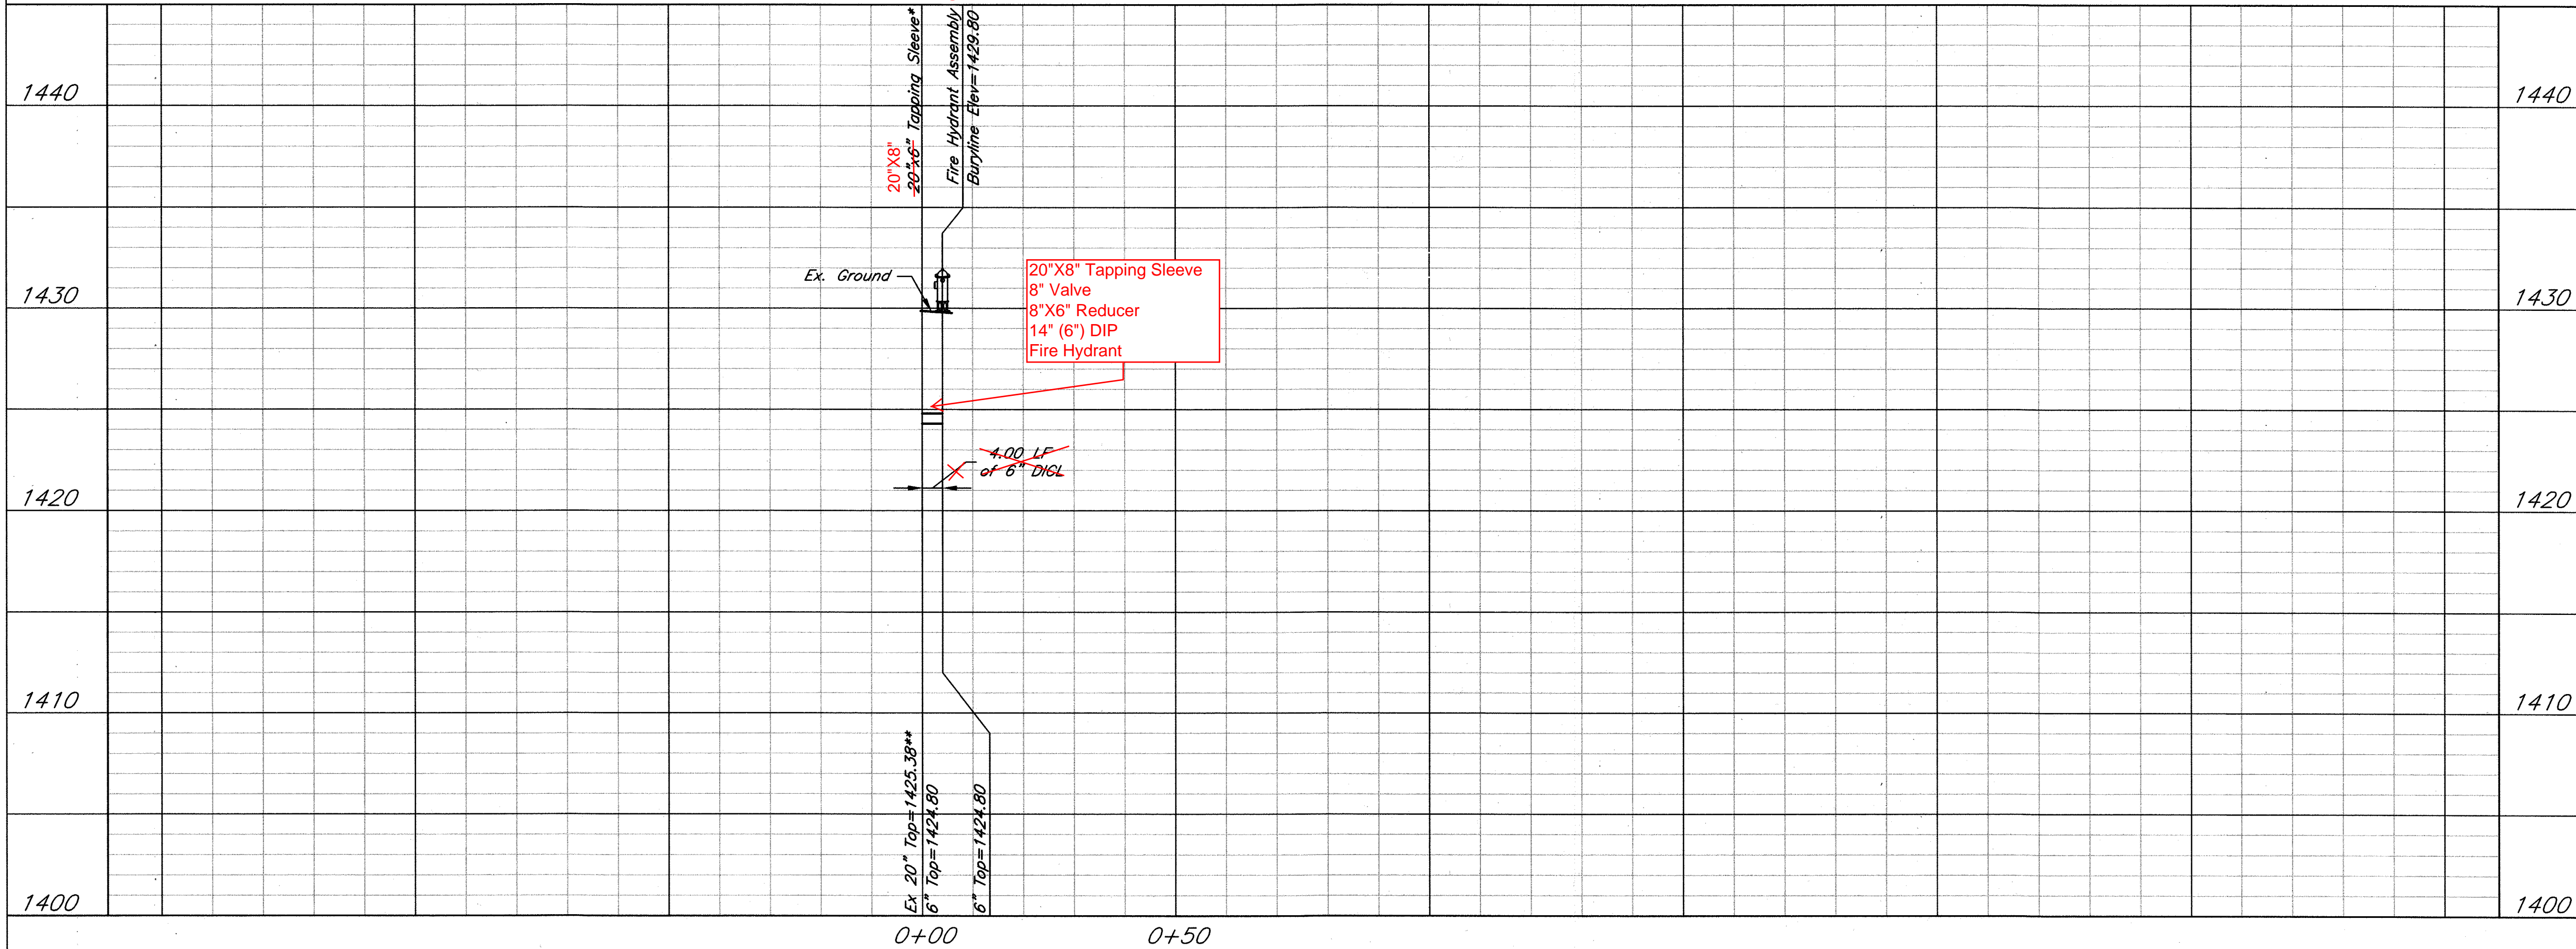 20"x6" Tapping Sleeve*
20"X8"
Fire Hydrant Assembly
Buryline Elev=1429.80
1440
1440
Ex. Ground
20"X8" Tapping Sleeve
8" Valve
8"X6" Reducer
14" (6") DIP
Fire Hydrant
1430
1430
4.00 LF
of 6" DICL
1420
1420
1410
1410
Ex 20" Top=1425.38**
6" Top=1424.80
6" Top=1424.80
1400
1400
0+00
0+50